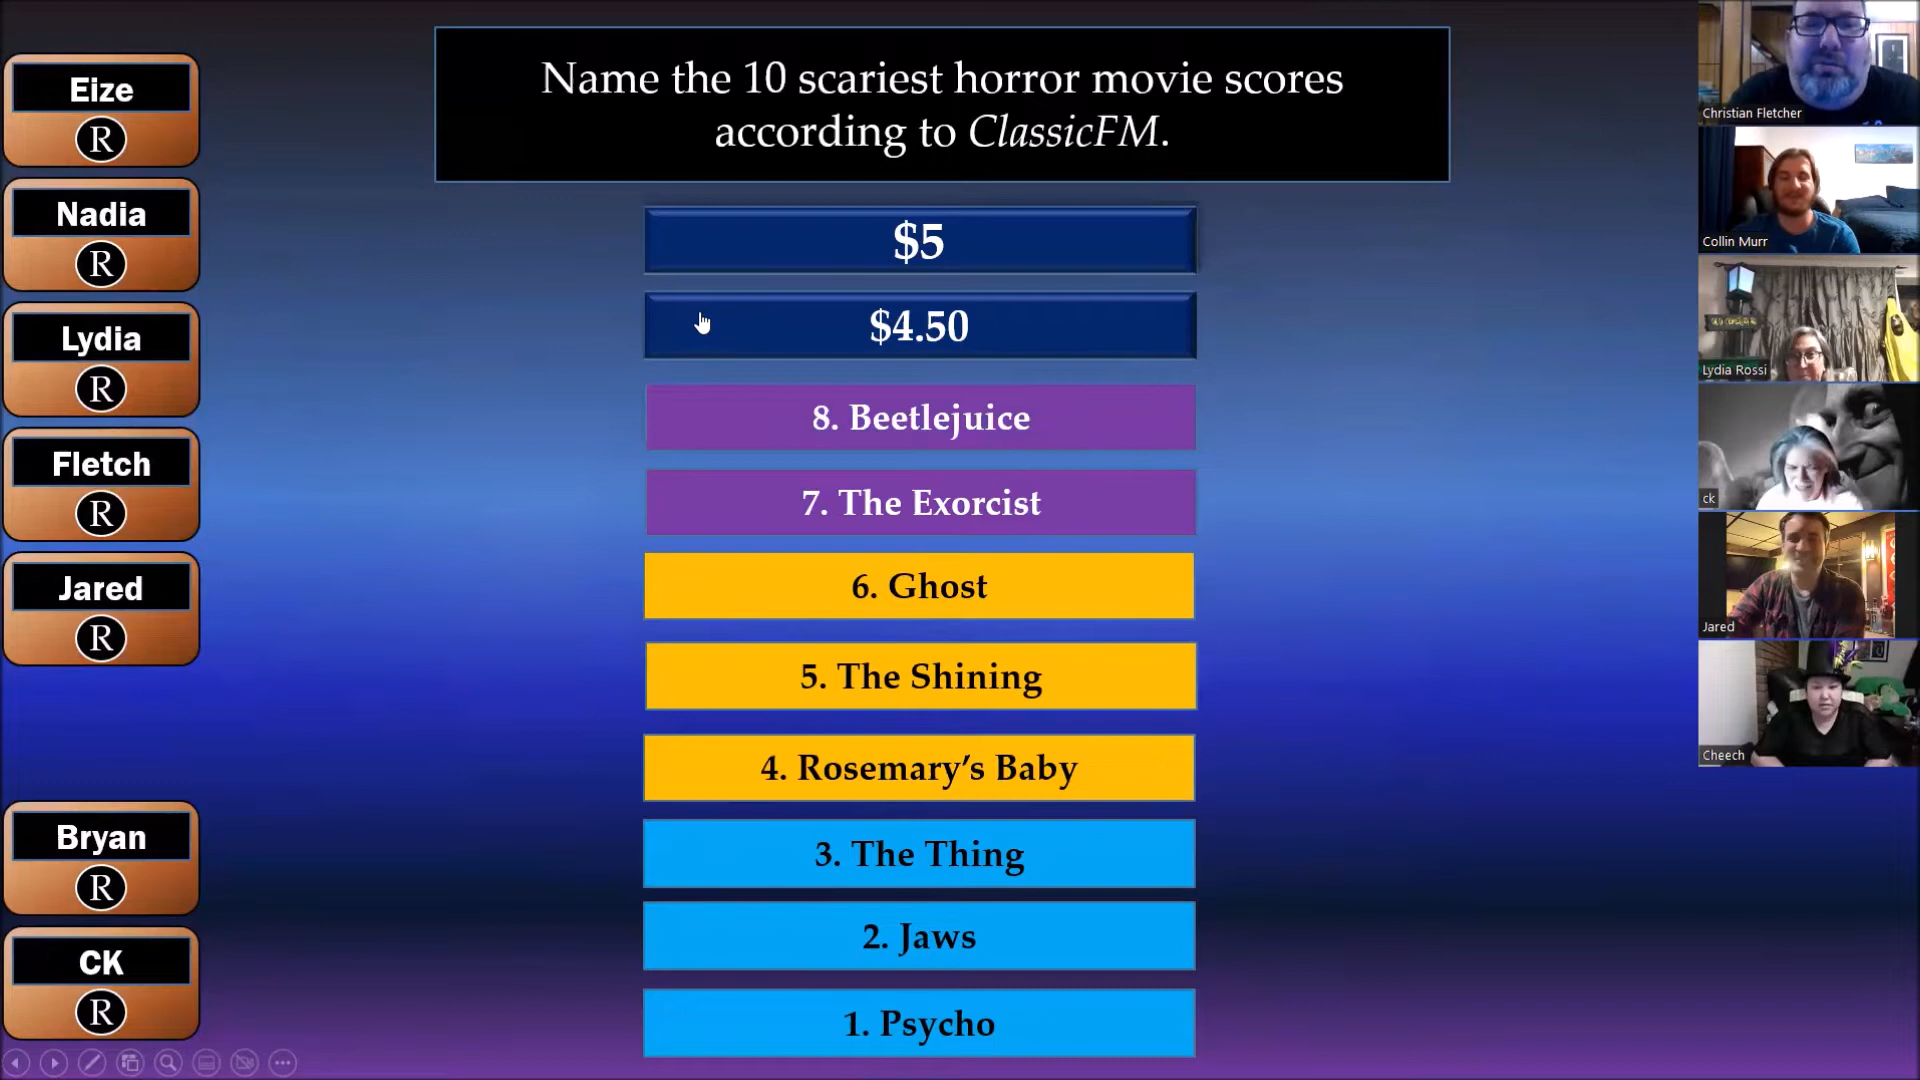 Name the 10 scariest horror movie scores
according to ClassicFM.
$5
$4.50
8. Beetlejuice
7. The Exorcist
6. Ghost
5. The Shining
4. Rosemary's Baby
3. The Thing
2. Jaws
1. Psycho
Eize
R
Nadia
R
Lydia
R
Fletch
R
Jared
R
Bryan
R
CK
R
Christian Fletcher
Collin Murr
Lydia Rossi
ck
Jared
Cheech